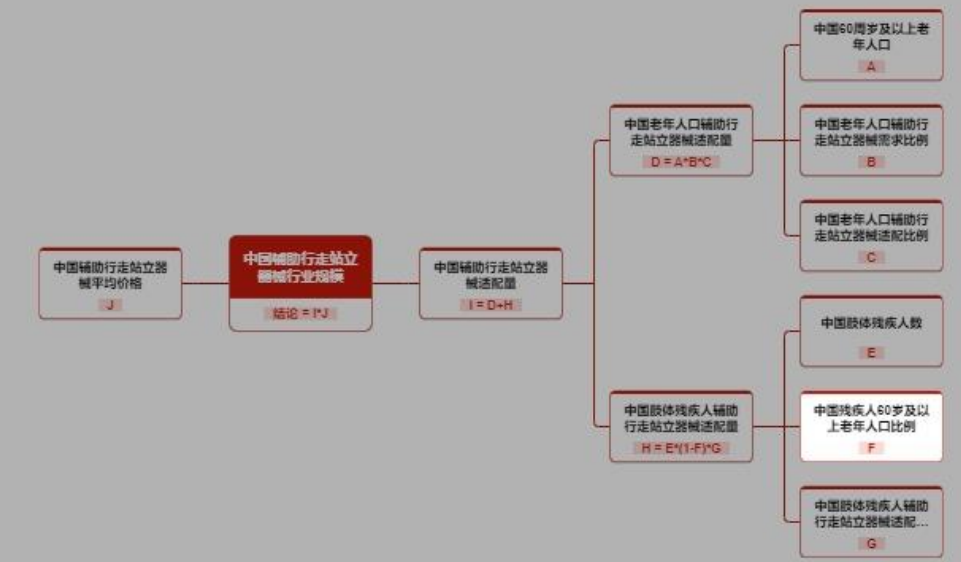 中国60周岁及以上老
年人口
A
中国老年人口辅助行
走站立器械适配量
D = A*B*C
中国老年人口辅助行
走站立器械需求比例
B
中国老年人口辅助行
走站立器械适配比例
C
中国辅助行走站立器
械平均价格
J
中国辅助行走站立
器械行业规模
结论 = I*J
中国辅助行走站立器
械适配量
I = D+H
中国肢体残疾人数
E
中国肢体残疾人辅助
行走站立器械适配量
H = E*(1-F)*G
中国残疾人60岁及以
上老年人口比例
F
中国肢体残疾人辅助
行走站立器械适配...
G